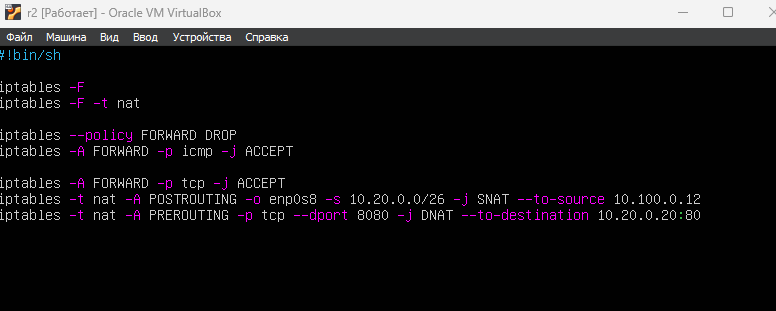 r2 [Работает] - Oracle VM VirtualBox
Файл Машина Вид Ввод Устройства Справка
#!bin/sh
iptables -F
iptables -F -t nat
iptables --policy FORWARD DROP
iptables -A FORWARD -p icmp -j ACCEPT
iptables -A FORWARD -p tcp -j ACCEPT
iptables -t nat -A POSTROUTING -o enp0s8 -s 10.20.0.0/26 -j SNAT --to-source 10.100.0.12
iptables -t nat -A PREROUTING -p tcp --dport 8080 -j DNAT --to-destination 10.20.0.20:80